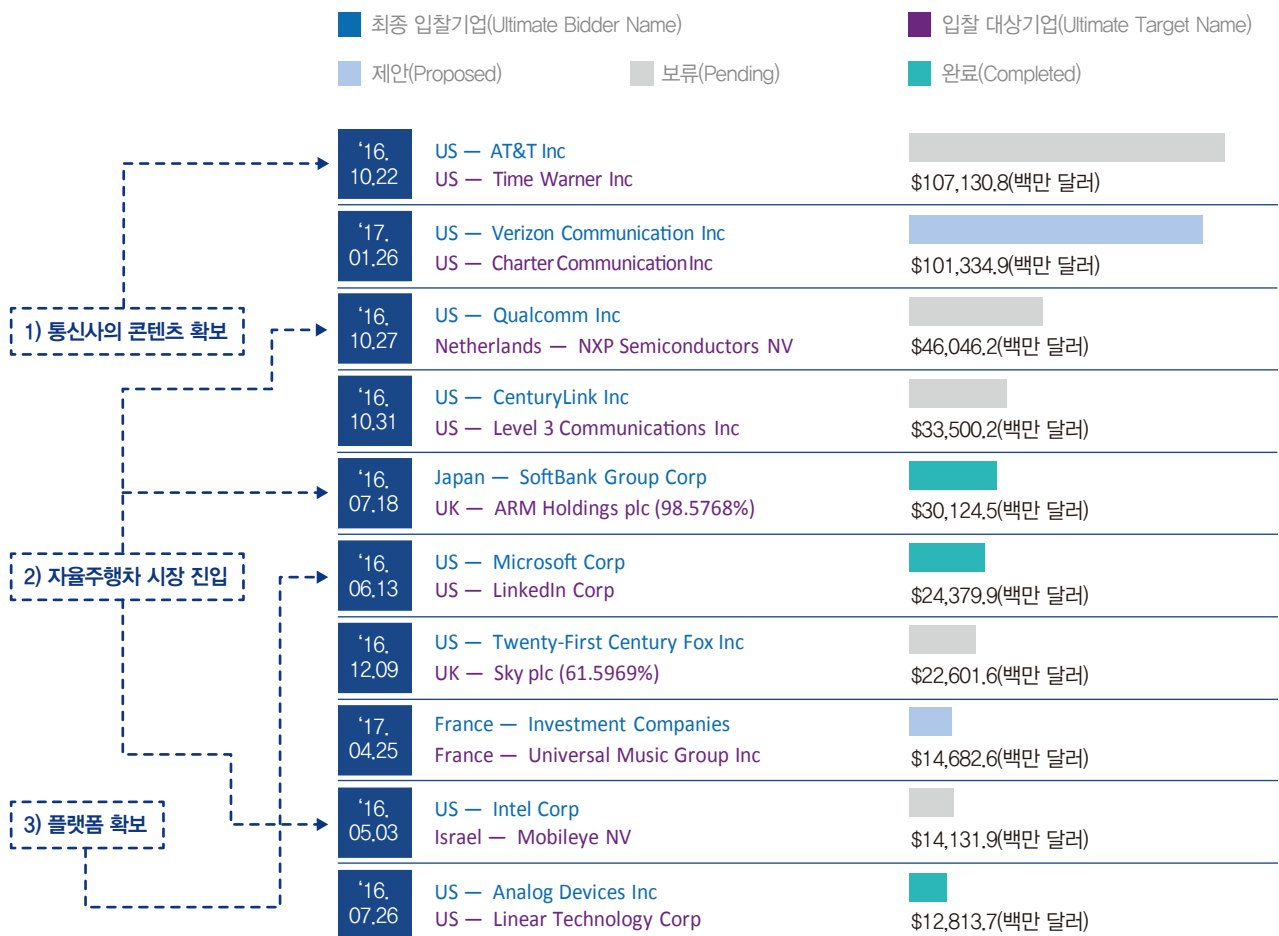 최종 입찰기업(Ultimate Bidder Name)
입찰 대상기업(Ultimate Target Name)
제안(Proposed)
보류(Pending)
완료(Completed)
‘16.
10.22
US — AT&T Inc
US — Time Warner Inc
$107,130.8(백만 달러)
‘17.
01.26
US — Verizon Communication Inc
US — Charter Communication Inc
$101,334.9(백만 달러)
1) 통신사의 콘텐츠 확보
‘16.
10.27
US — Qualcomm Inc
Netherlands — NXP Semiconductors NV
$46,046.2(백만 달러)
‘16.
10.31
US — CenturyLink Inc
US — Level 3 Communications Inc
$33,500.2(백만 달러)
‘16.
07.18
Japan — SoftBank Group Corp
UK — ARM Holdings plc (98.5768%)
$30,124.5(백만 달러)
2) 자율주행차 시장 진입
‘16.
06.13
US — Microsoft Corp
US — LinkedIn Corp
$24,379.9(백만 달러)
‘16.
12.09
US — Twenty-First Century Fox Inc
UK — Sky plc (61.5969%)
$22,601.6(백만 달러)
‘17.
04.25
France — Investment Companies
France — Universal Music Group Inc
$14,682.6(백만 달러)
3) 플랫폼 확보
‘16.
05.03
US — Intel Corp
Israel — Mobileye NV
$14,131.9(백만 달러)
‘16.
07.26
US — Analog Devices Inc
US — Linear Technology Corp
$12,813.7(백만 달러)